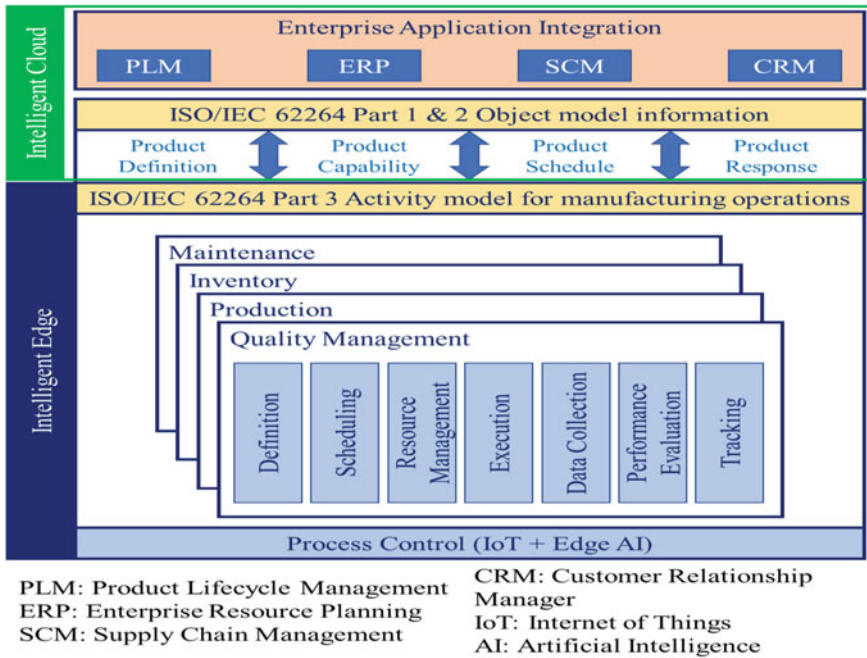 Intelligent Cloud
Enterprise Application Integration
PLM
ERP
SCM
CRM
ISO/IEC 62264 Part 1 & 2 Object model information
Product
Definition
Product
Capability
Product
Schedule
Product
Response
Intelligent Edge
ISO/IEC 62264 Part 3 Activity model for manufacturing operations
Maintenance
Inventory
Production
Quality Management
Definition
Scheduling
Resource
Management
Execution
Data Collection
Performance
Evaluation
Tracking
Process Control (IoT + Edge AI)
PLM: Product Lifecycle Management
ERP: Enterprise Resource Planning
SCM: Supply Chain Management
CRM: Customer Relationship
Manager
IoT: Internet of Things
AI: Artificial Intelligence